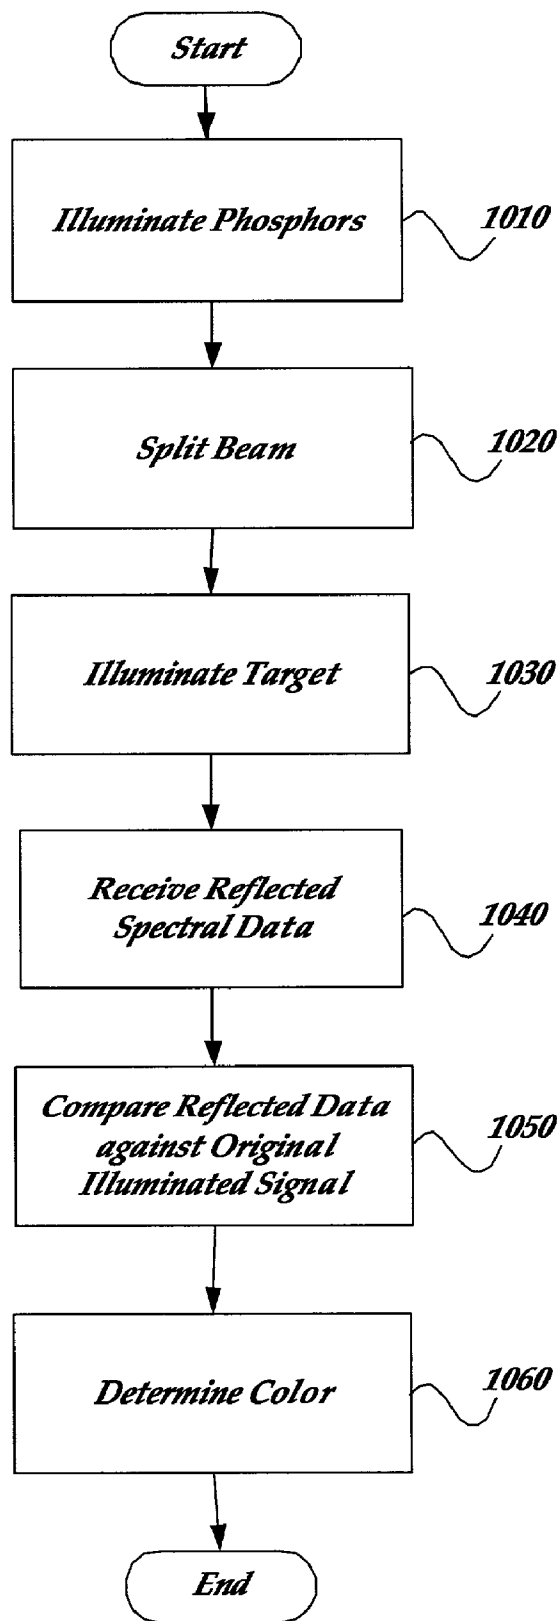 Start
Illuminate Phosphors
1010
Split Beam
1020
Illuminate Target
1030
Receive Reflected
Spectral Data
1040
Compare Reflected Data
against Original
Illuminated Signal
1050
Determine Color
1060
End